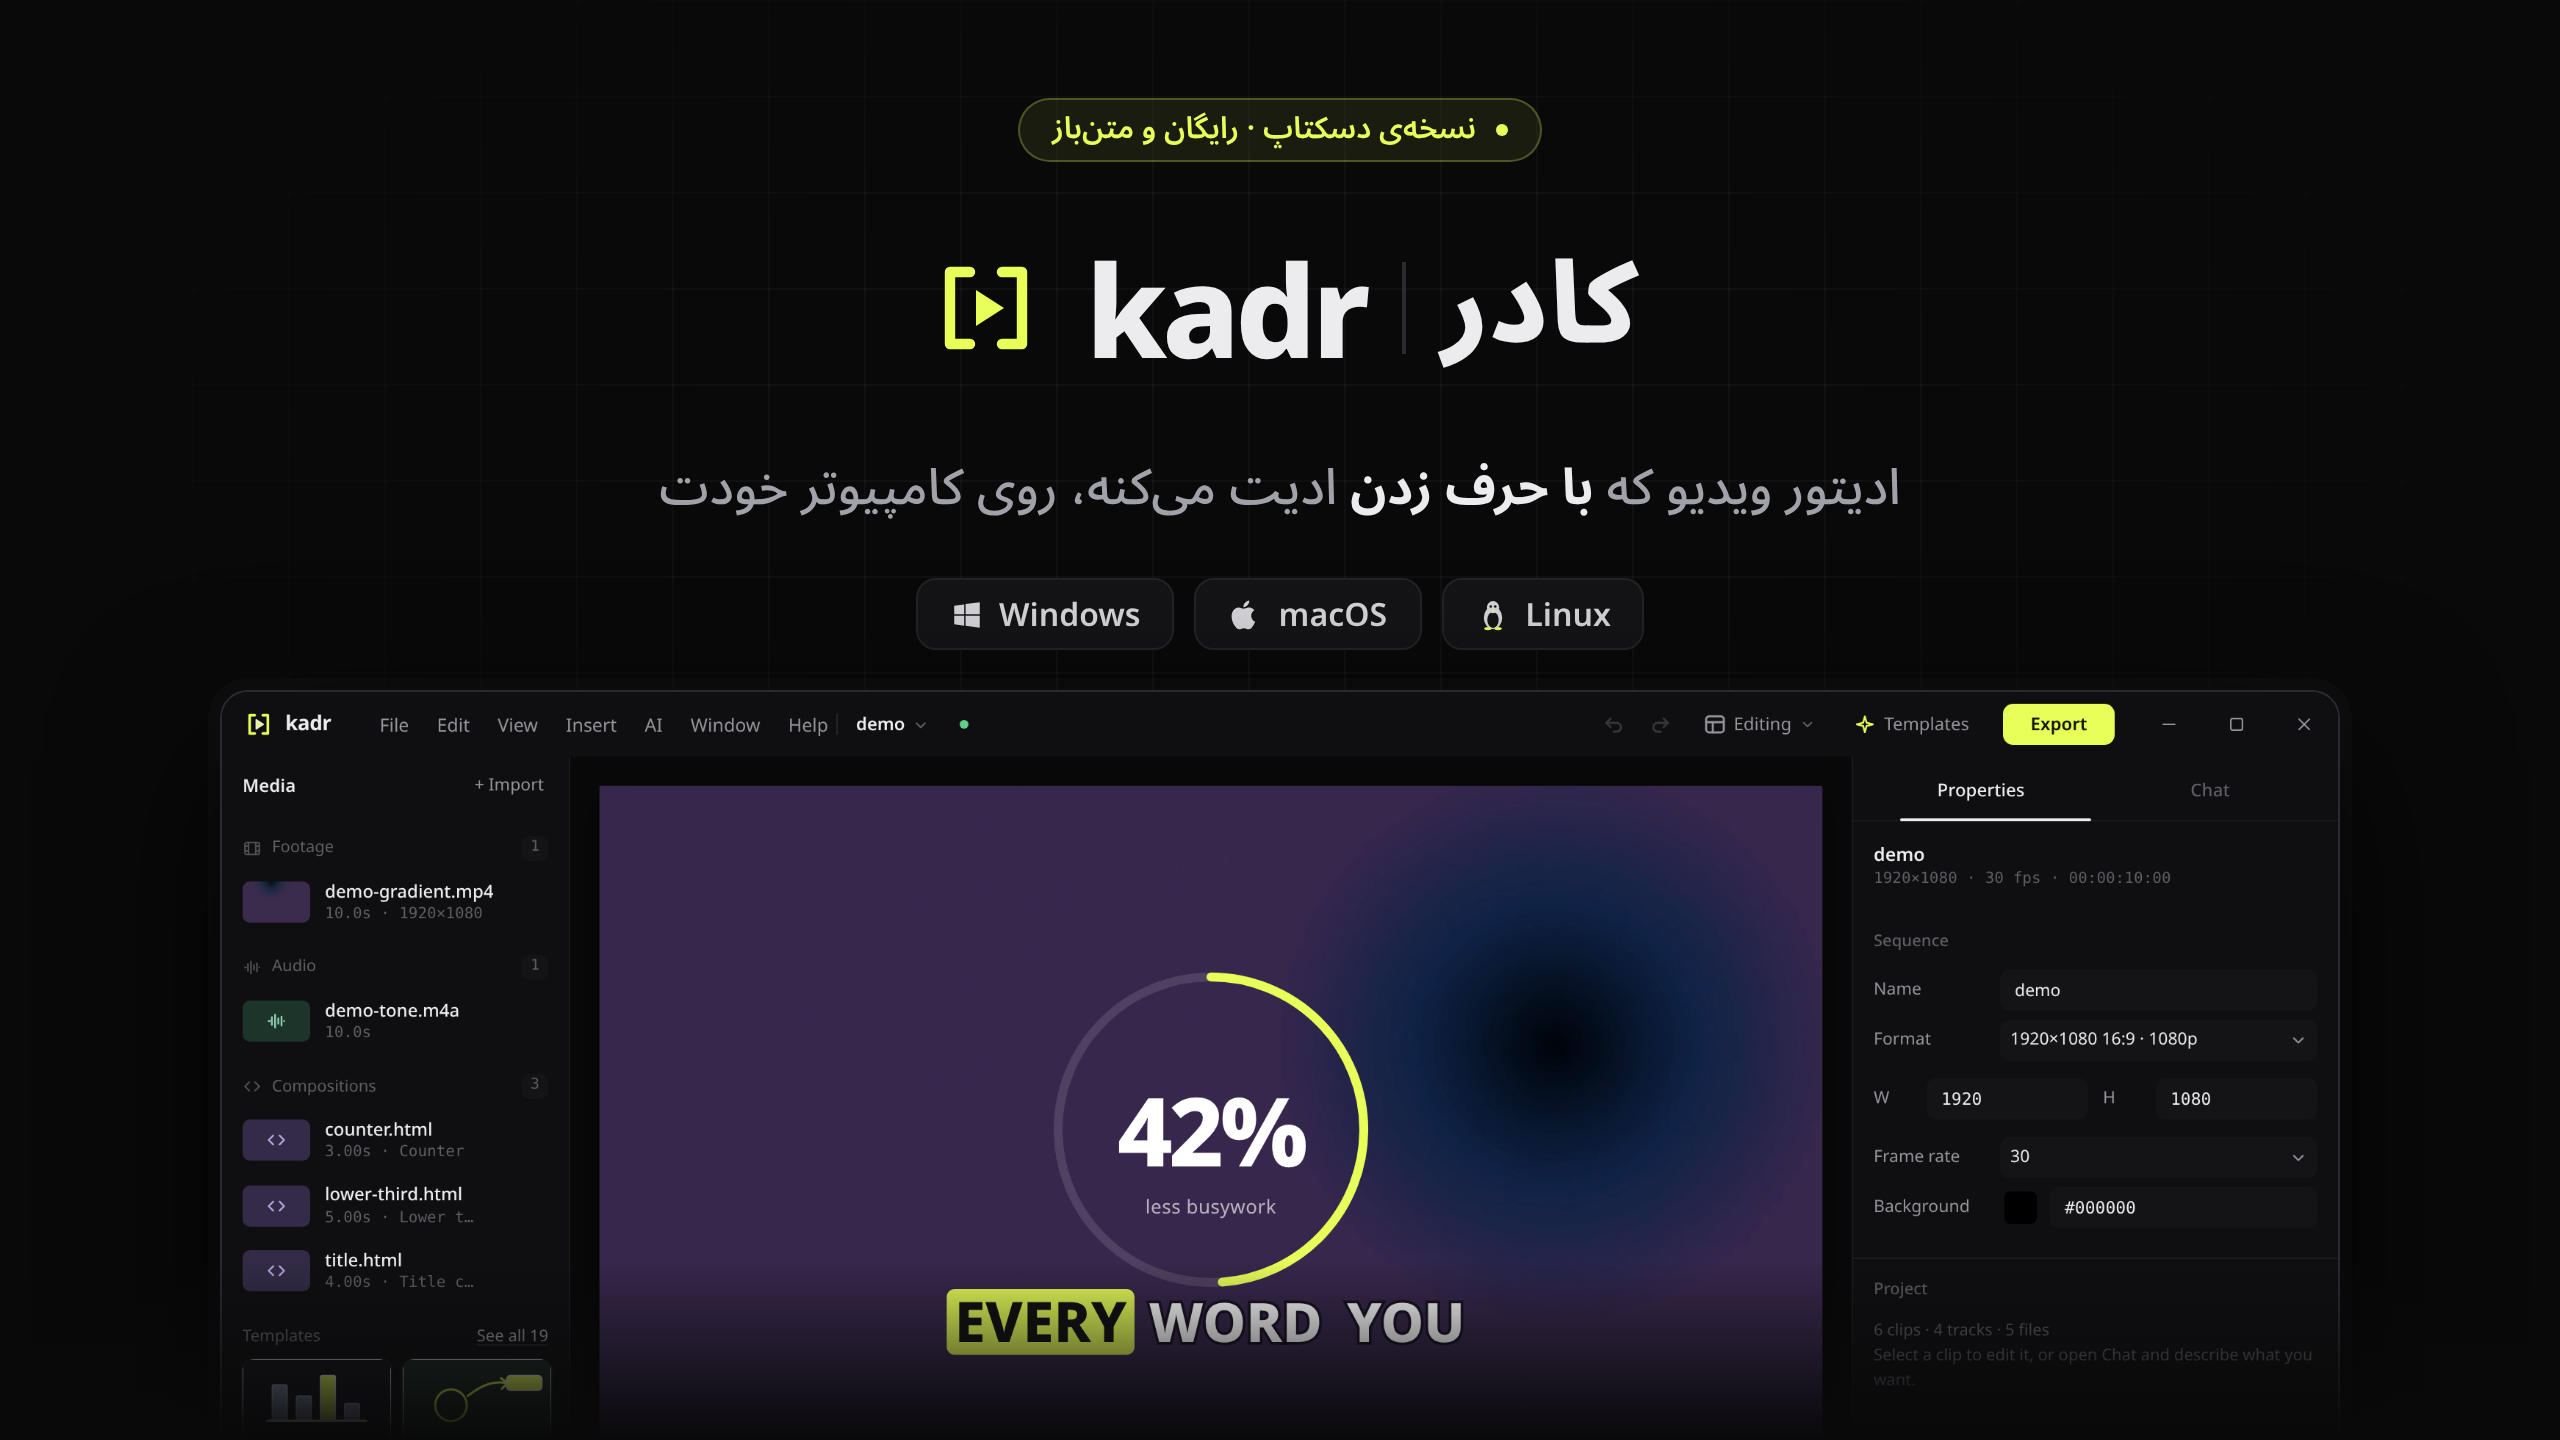 نسخه‌ی دسکتاپ · رایگان و متن‌باز
kadr | کادر
ادیتور ویدیو که با حرف زدن ادیت می‌کنه، روی کامپیوتر خودت
Windows
macOS
Linux
kadr File Edit View Insert AI Window Help demo Editing Templates Export
Media + Import
Footage 1
demo-gradient.mp4
10.0s · 1920×1080
Audio 1
demo-tone.m4a
10.0s
Compositions 3
counter.html
3.00s · Counter
lower-third.html
5.00s · Lower t…
title.html
4.00s · Title c…
Templates See all 19
42%
less busywork
EVERY WORD YOU
Properties Chat
demo
1920×1080 · 30 fps · 00:00:10:00
Sequence
Name demo
Format 1920×1080 16:9 · 1080p
W 1920 H 1080
Frame rate 30
Background #000000
Project
6 clips · 4 tracks · 5 files
Select a clip to edit it, or open Chat and describe what you
want.